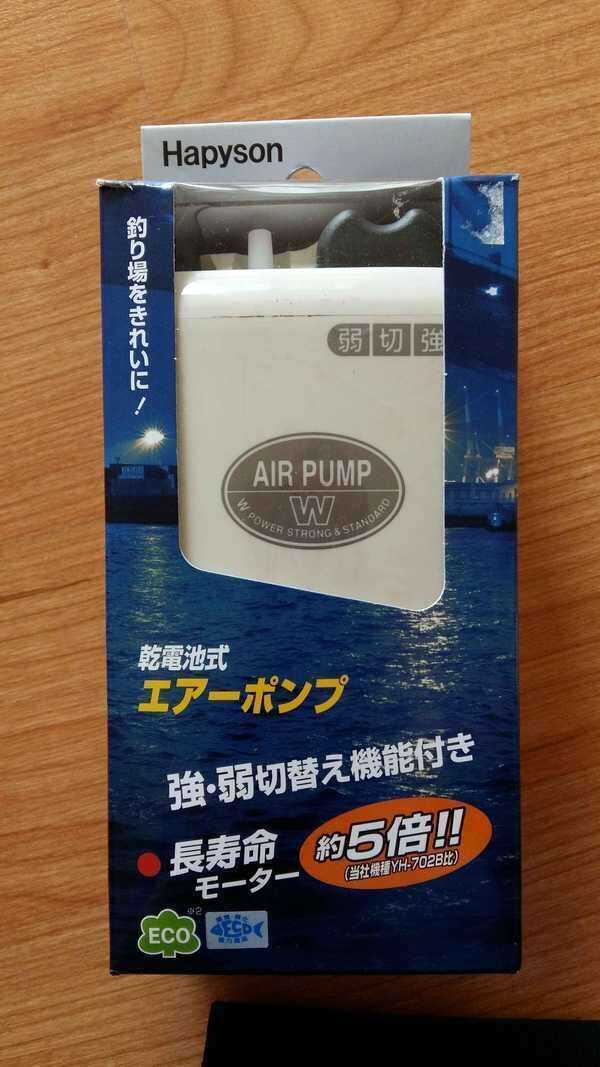 Hapyson
釣り場をきれいに!
弱 切 強
AIR PUMP
W
W POWER STRONG & STANDARD
乾電池式
エアーポンプ
強・弱切替え機能付き
●長寿命
モーター
約5倍!!
(当社機種YH-702B比)
※2
ECO
ECO